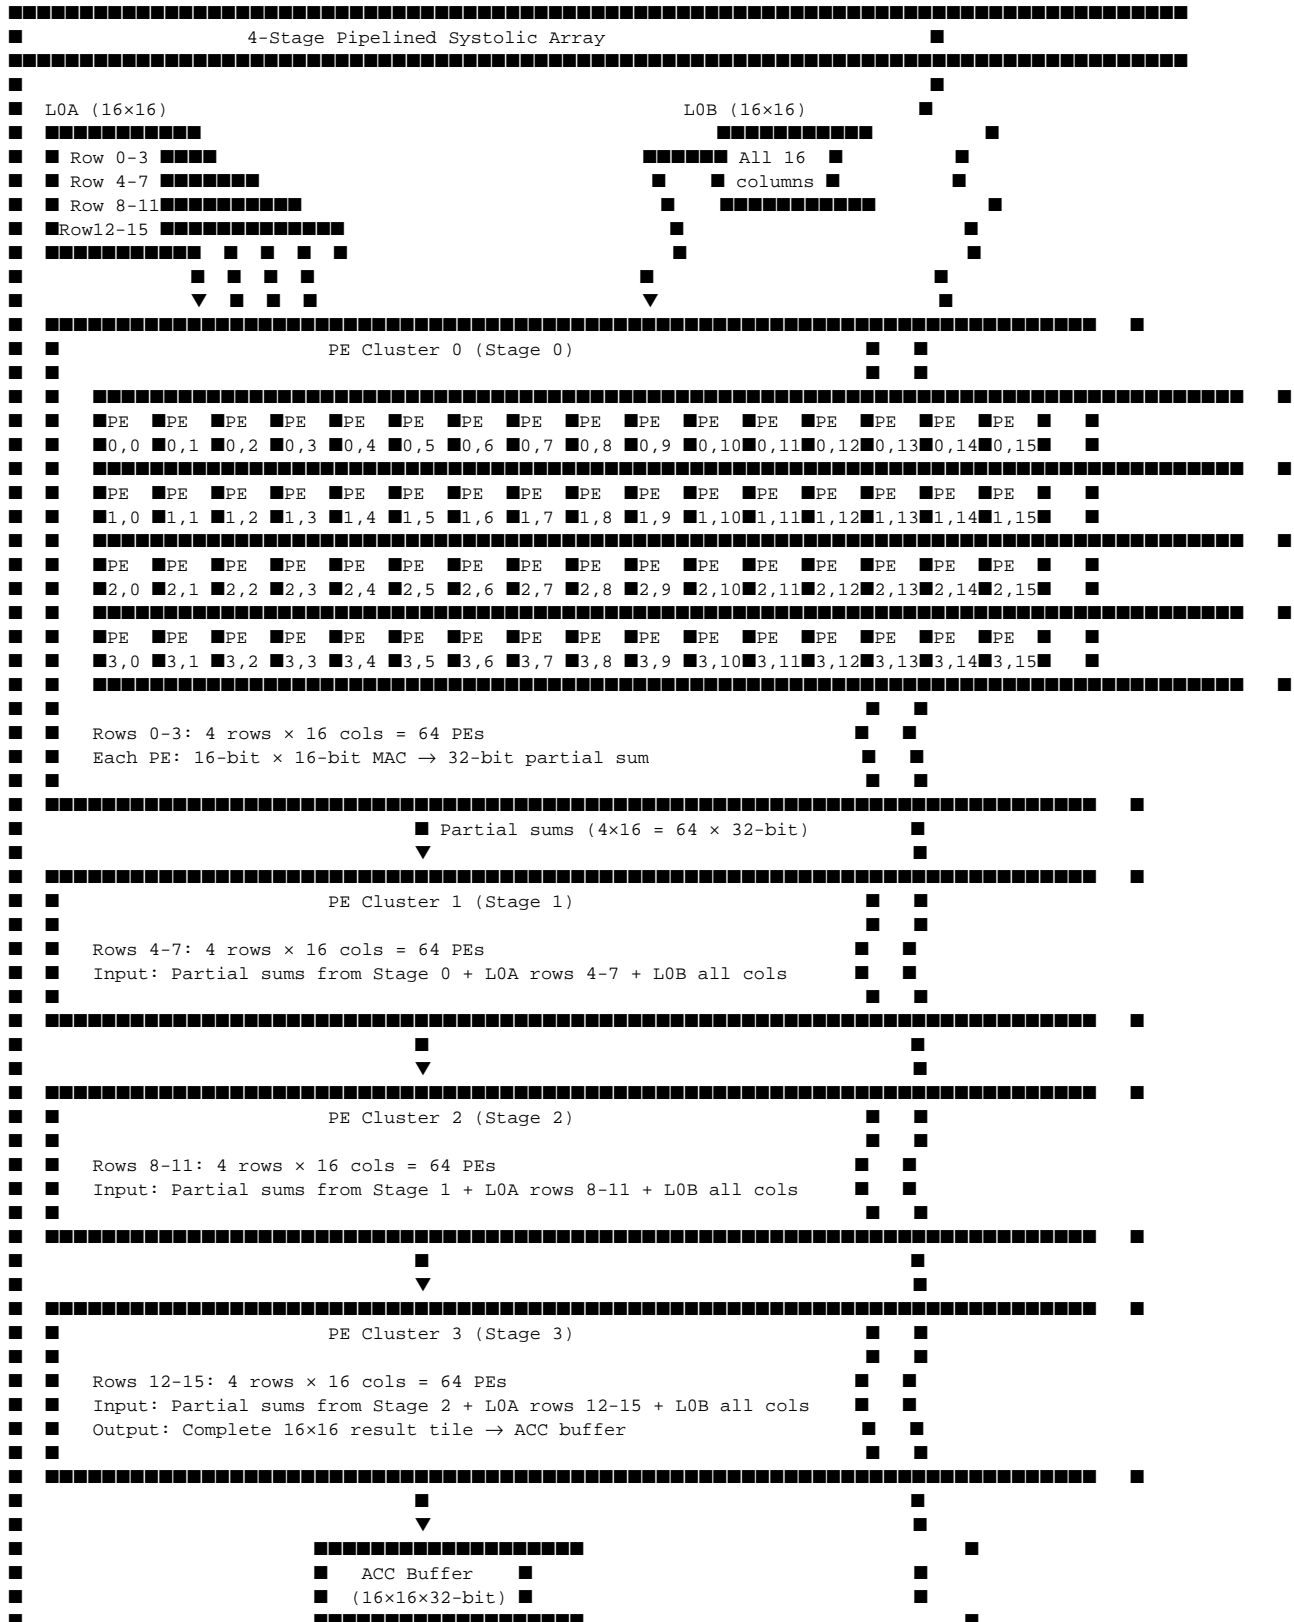 4-Stage Pipelined Systolic Array
L0A (16×16) L0B (16×16)
Row 0-3 All 16
Row 4-7 columns
Row 8-11
Row12-15
PE Cluster 0 (Stage 0)
PE PE PE PE PE PE PE PE PE PE PE PE PE PE PE PE
0,0 0,1 0,2 0,3 0,4 0,5 0,6 0,7 0,8 0,9 0,10 0,11 0,12 0,13 0,14 0,15
PE PE PE PE PE PE PE PE PE PE PE PE PE PE PE PE
1,0 1,1 1,2 1,3 1,4 1,5 1,6 1,7 1,8 1,9 1,10 1,11 1,12 1,13 1,14 1,15
PE PE PE PE PE PE PE PE PE PE PE PE PE PE PE PE
2,0 2,1 2,2 2,3 2,4 2,5 2,6 2,7 2,8 2,9 2,10 2,11 2,12 2,13 2,14 2,15
PE PE PE PE PE PE PE PE PE PE PE PE PE PE PE PE
3,0 3,1 3,2 3,3 3,4 3,5 3,6 3,7 3,8 3,9 3,10 3,11 3,12 3,13 3,14 3,15
Rows 0-3: 4 rows × 16 cols = 64 PEs
Each PE: 16-bit × 16-bit MAC → 32-bit partial sum
Partial sums (4×16 = 64 × 32-bit)
PE Cluster 1 (Stage 1)
Rows 4-7: 4 rows × 16 cols = 64 PEs
Input: Partial sums from Stage 0 + L0A rows 4-7 + L0B all cols
PE Cluster 2 (Stage 2)
Rows 8-11: 4 rows × 16 cols = 64 PEs
Input: Partial sums from Stage 1 + L0A rows 8-11 + L0B all cols
PE Cluster 3 (Stage 3)
Rows 12-15: 4 rows × 16 cols = 64 PEs
Input: Partial sums from Stage 2 + L0A rows 12-15 + L0B all cols
Output: Complete 16×16 result tile → ACC buffer
ACC Buffer
(16×16×32-bit)